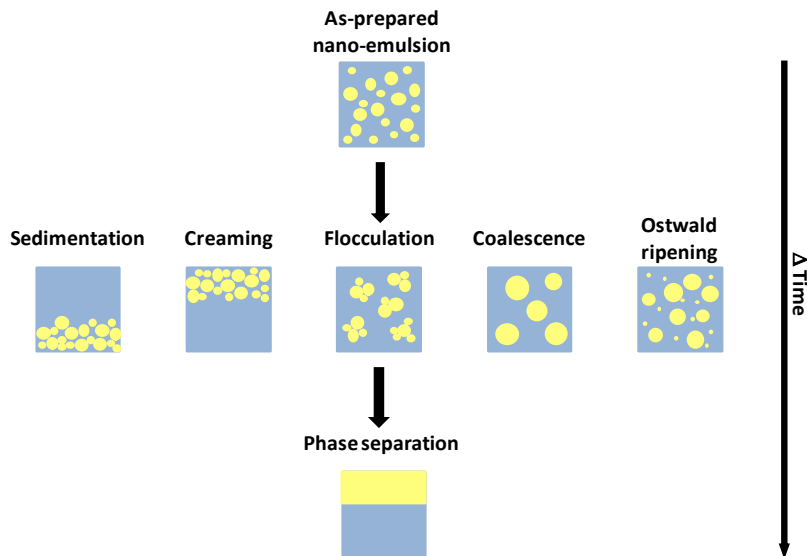 As-prepared
nano-emulsion
Sedimentation
Creaming
Flocculation
Coalescence
Ostwald
ripening
Δ Time
Phase separation